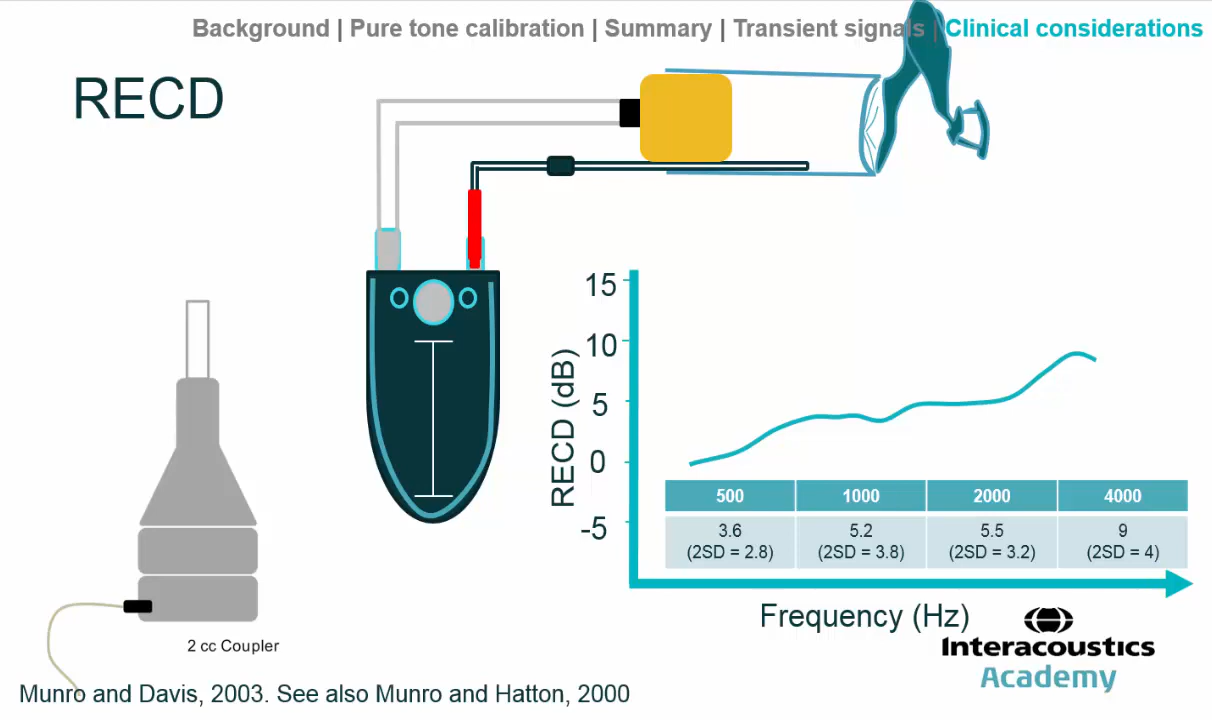 Background | Pure tone calibration | Summary | Transient signals | Clinical considerations
RECD
15
10
5
0
-5
RECD (dB)
500 1000 2000 4000
3.6 5.2 5.5 9
(2SD = 2.8) (2SD = 3.8) (2SD = 3.2) (2SD = 4)
Frequency (Hz)
2 cc Coupler
Interacoustics
Academy
Munro and Davis, 2003. See also Munro and Hatton, 2000